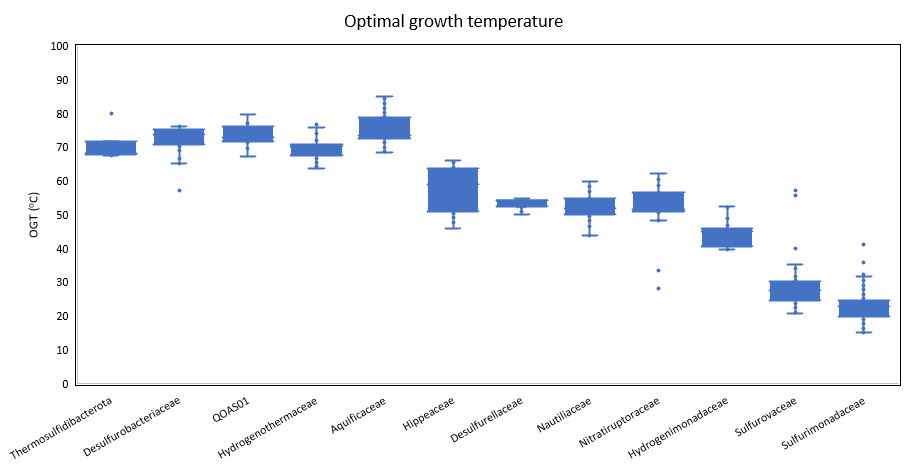 Optimal growth temperature
OGT (°C)
100
90
80
70
60
50
40
30
20
10
0
Thermosulfidibacterota
Desulfurobacteriaceae
QOAS01
Hydrogenothermaceae
Aquificaceae
Hippeaceae
Desulfurellaceae
Nautiliaceae
Nitratiruptoraceae
Hydrogenimonadaceae
Sulfurovaceae
Sulfurimonadaceae